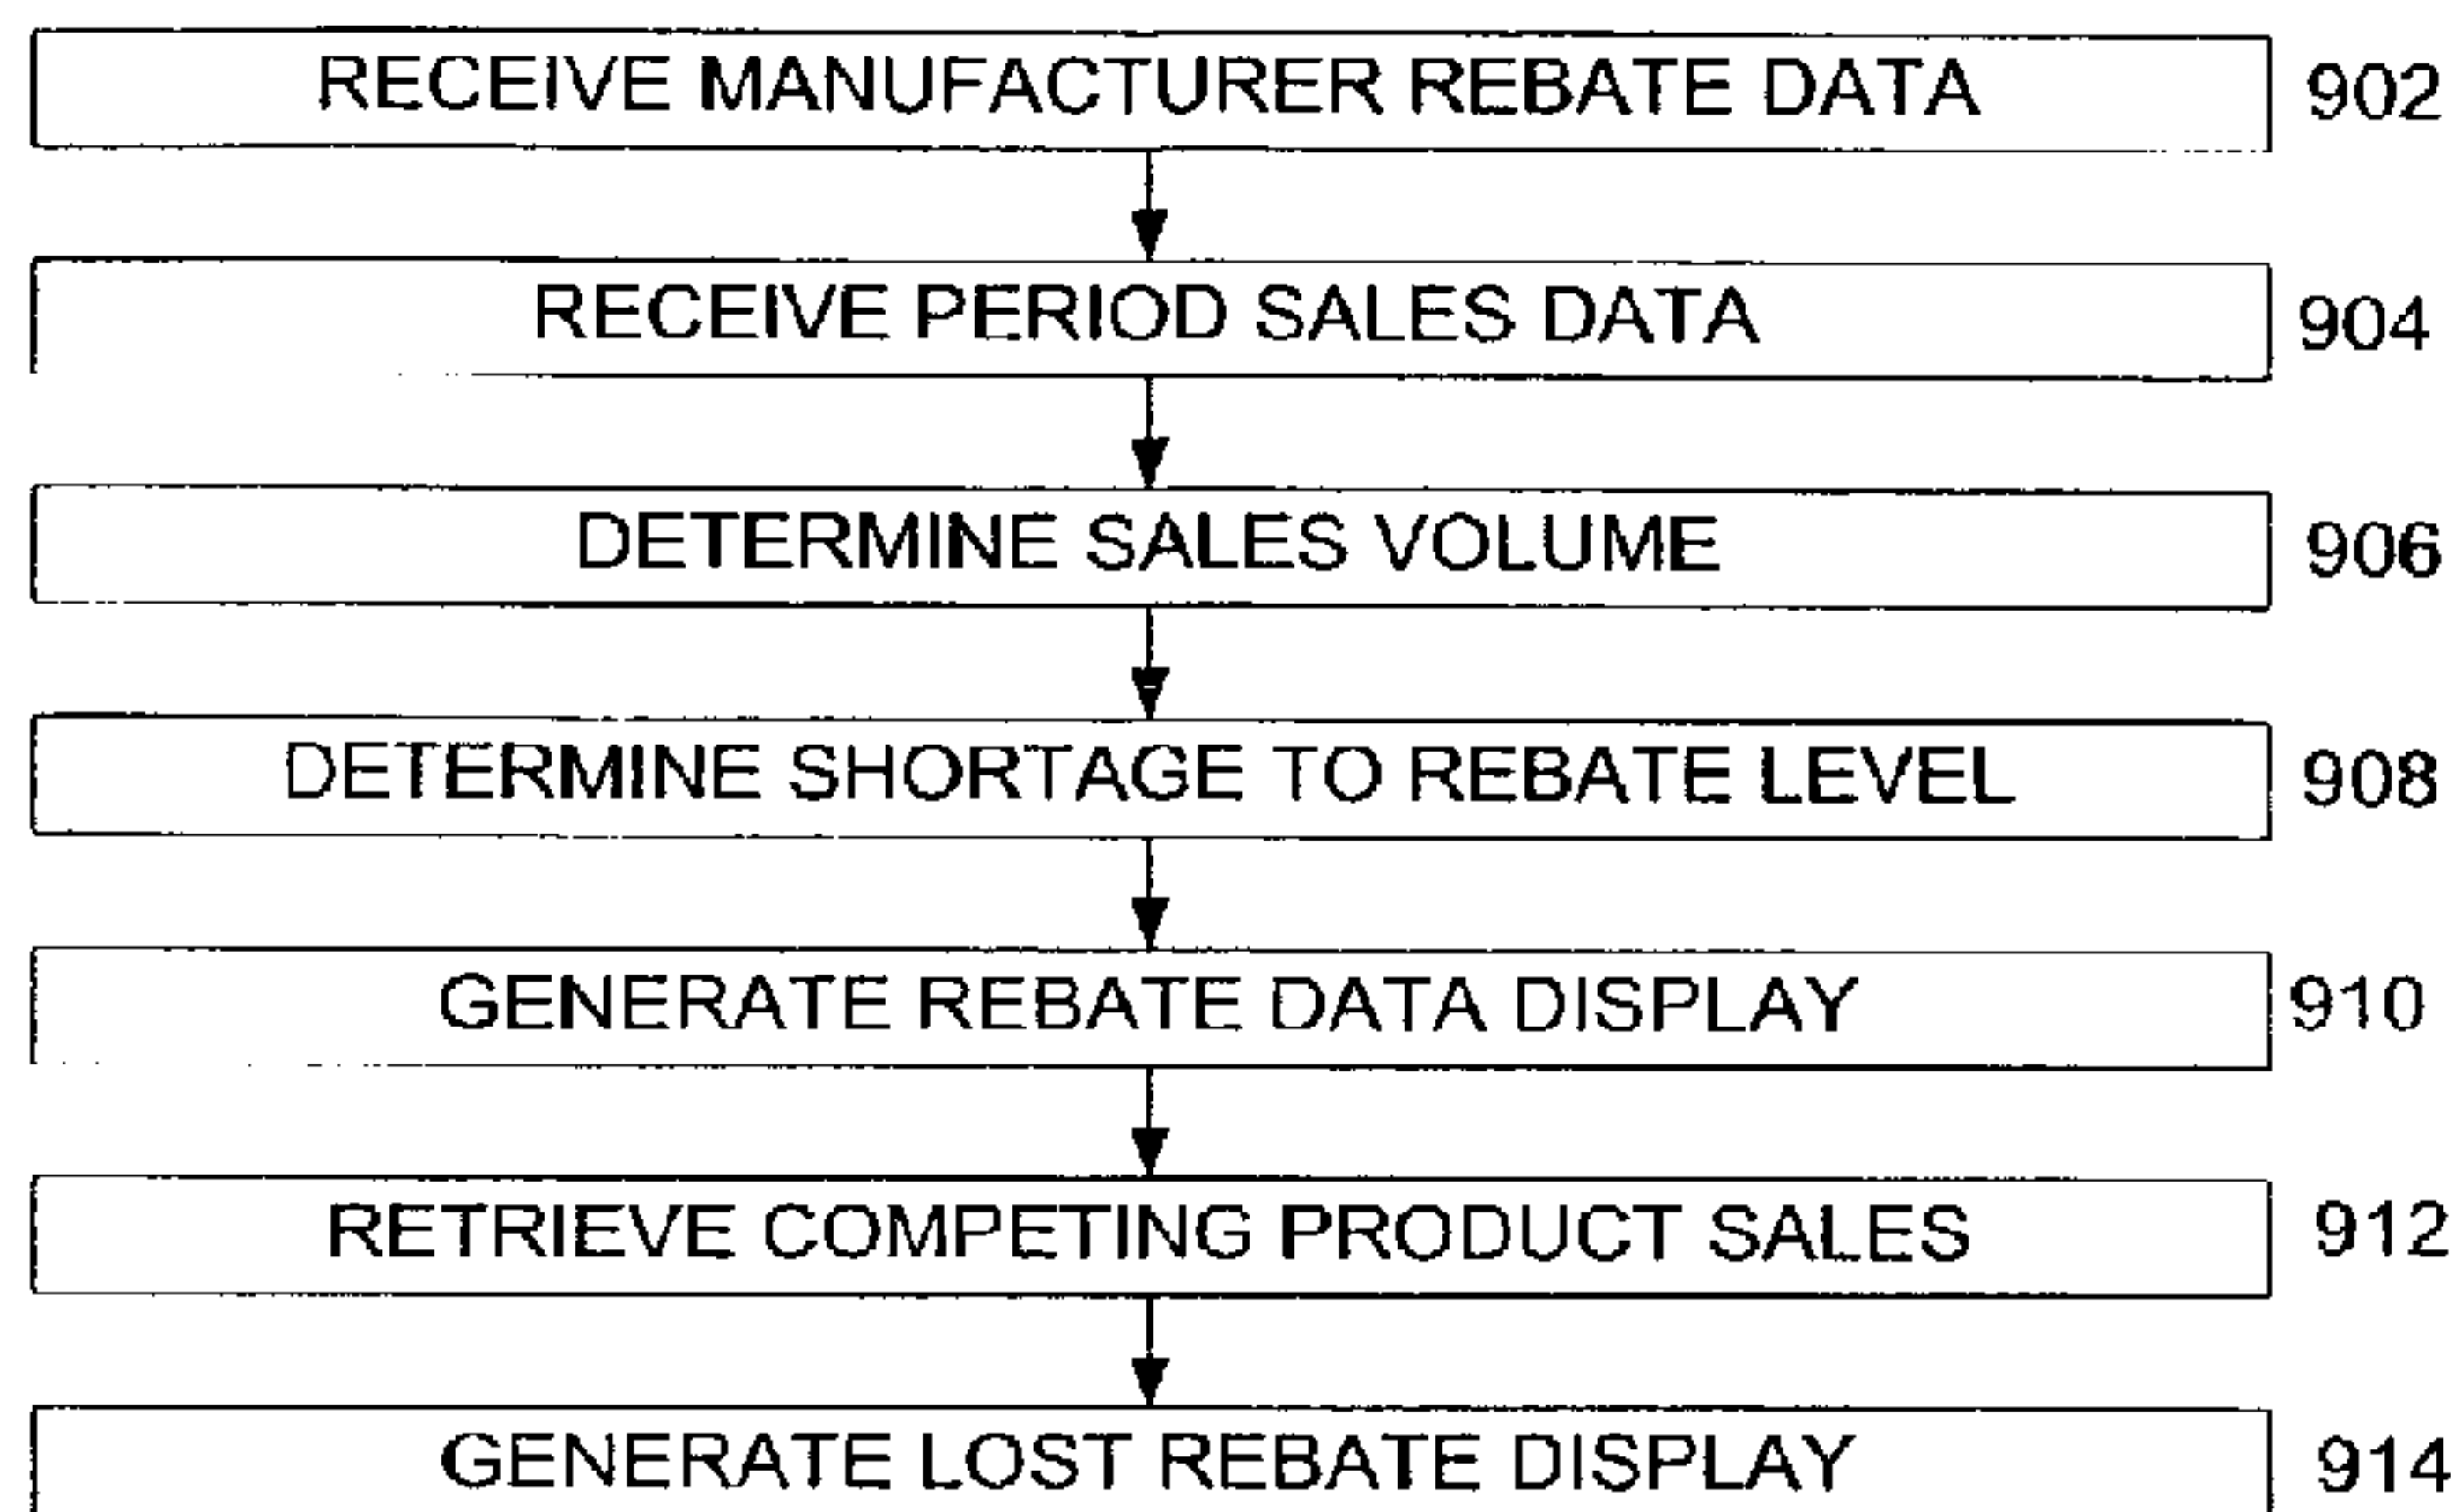 RECEIVE MANUFACTURER REBATE DATA 902
RECEIVE PERIOD SALES DATA 904
DETERMINE SALES VOLUME 906
DETERMINE SHORTAGE TO REBATE LEVEL 908
GENERATE REBATE DATA DISPLAY 910
RETRIEVE COMPETING PRODUCT SALES 912
GENERATE LOST REBATE DISPLAY 914